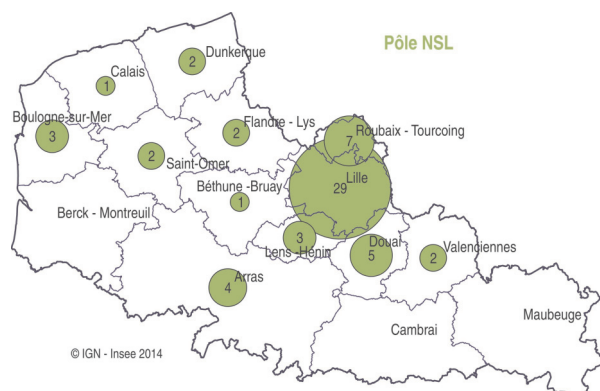 Pôle NSL
Dunkerque
2
Calais
1
Boulogne-sur-Mer
3
Flandre - Lys
2
Roubaix - Tourcoing
7
Saint-Omer
2
Lille
29
Béthune -Bruay
1
Berck - Montreuil
Lens -Hénin
3
Douai
5
Valenciennes
2
Arras
4
Cambrai
Maubeuge
© IGN - Insee 2014